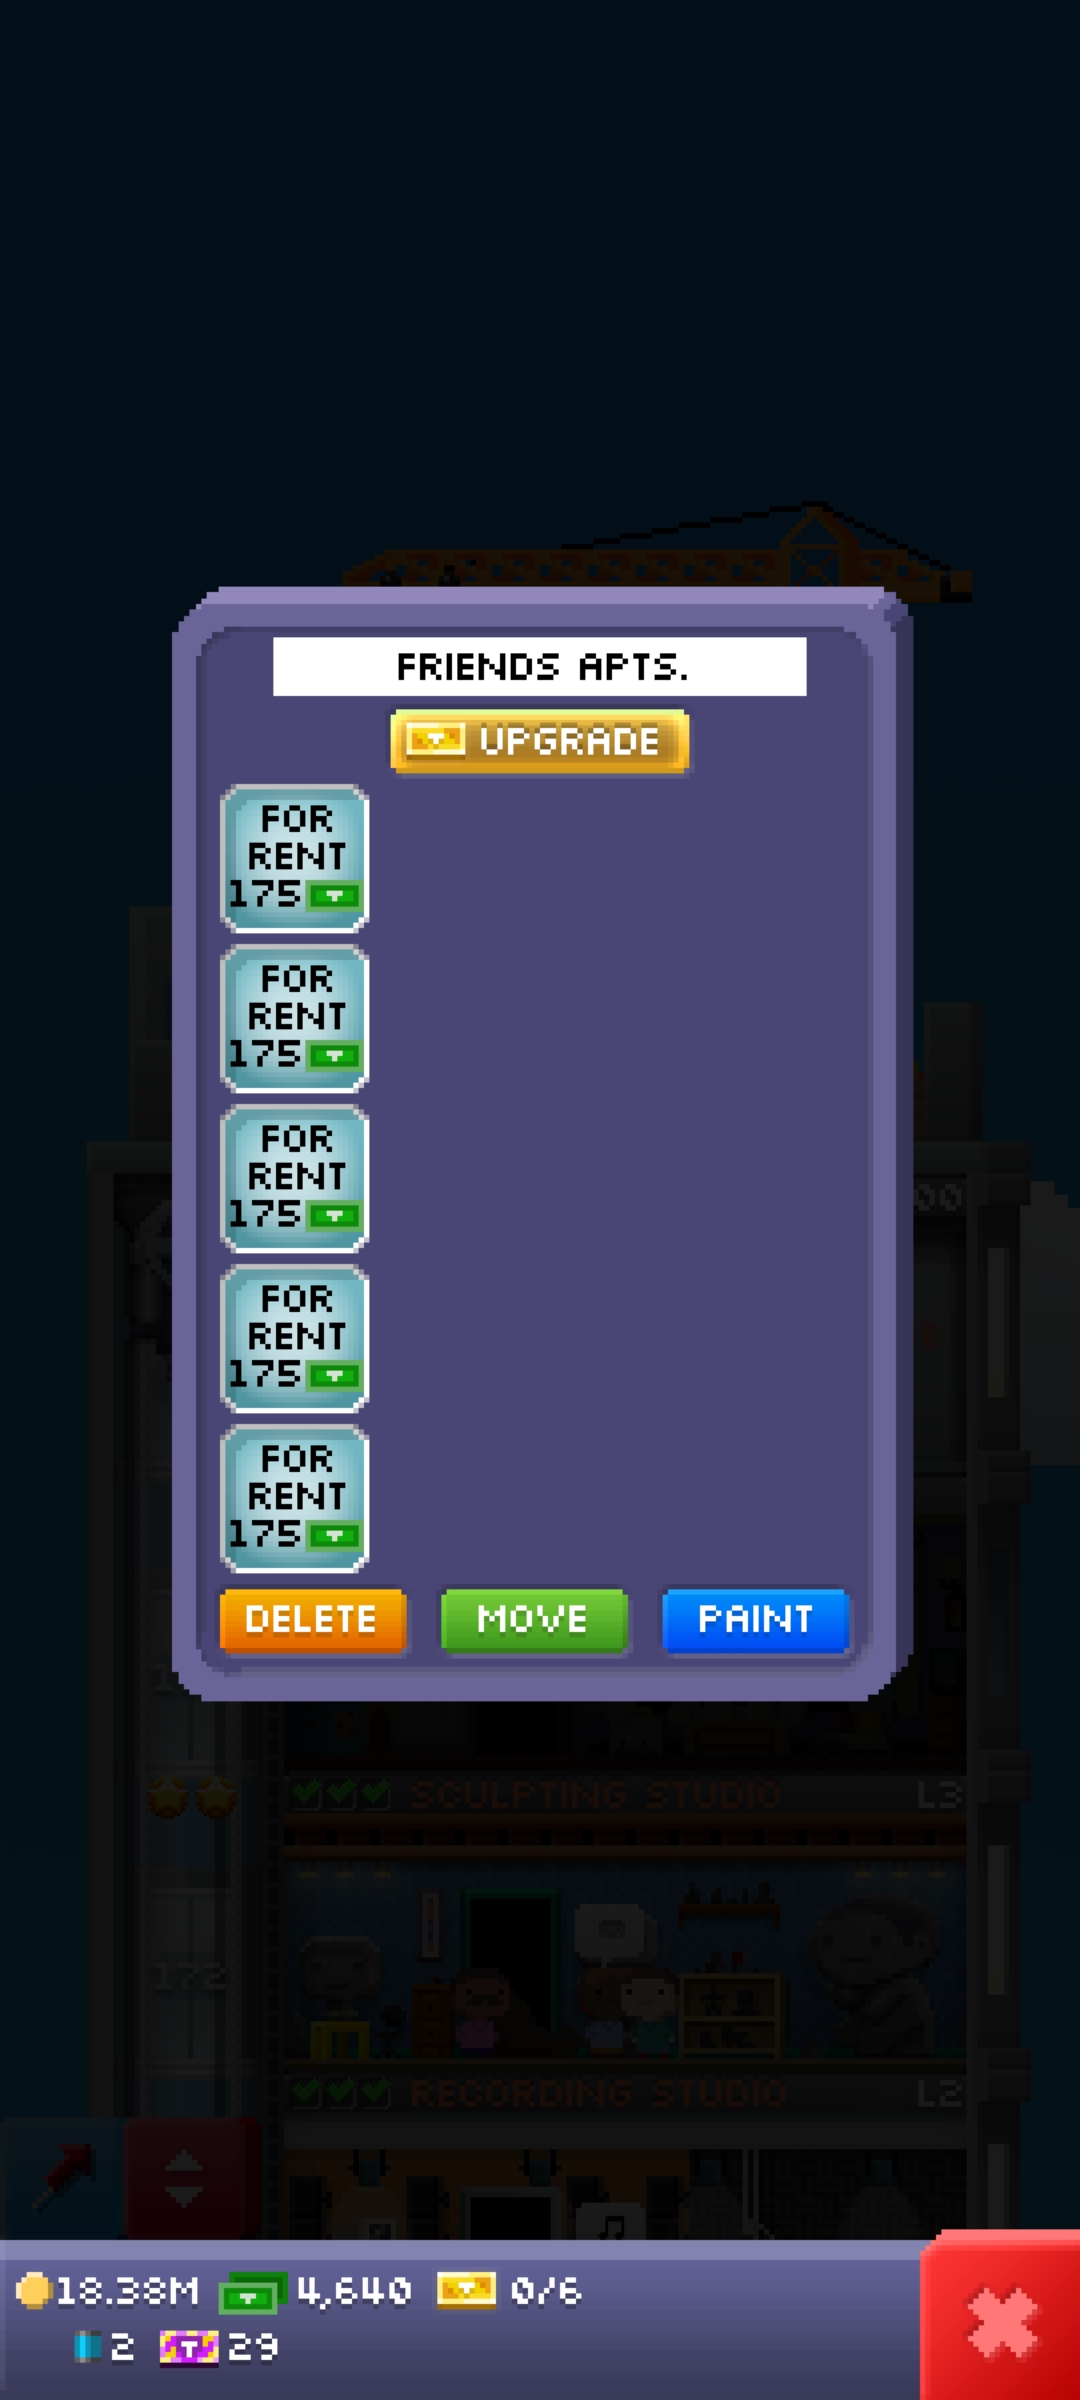 FRIENDS APTS.
UPGRADE
FOR
RENT
175
FOR
RENT
175
FOR
RENT
175
FOR
RENT
175
FOR
RENT
175
DELETE MOVE PAINT
SCULPTING STUDIO L3
172
RECORDING STUDIO L2
18.38M 4,640 0/6
2 29